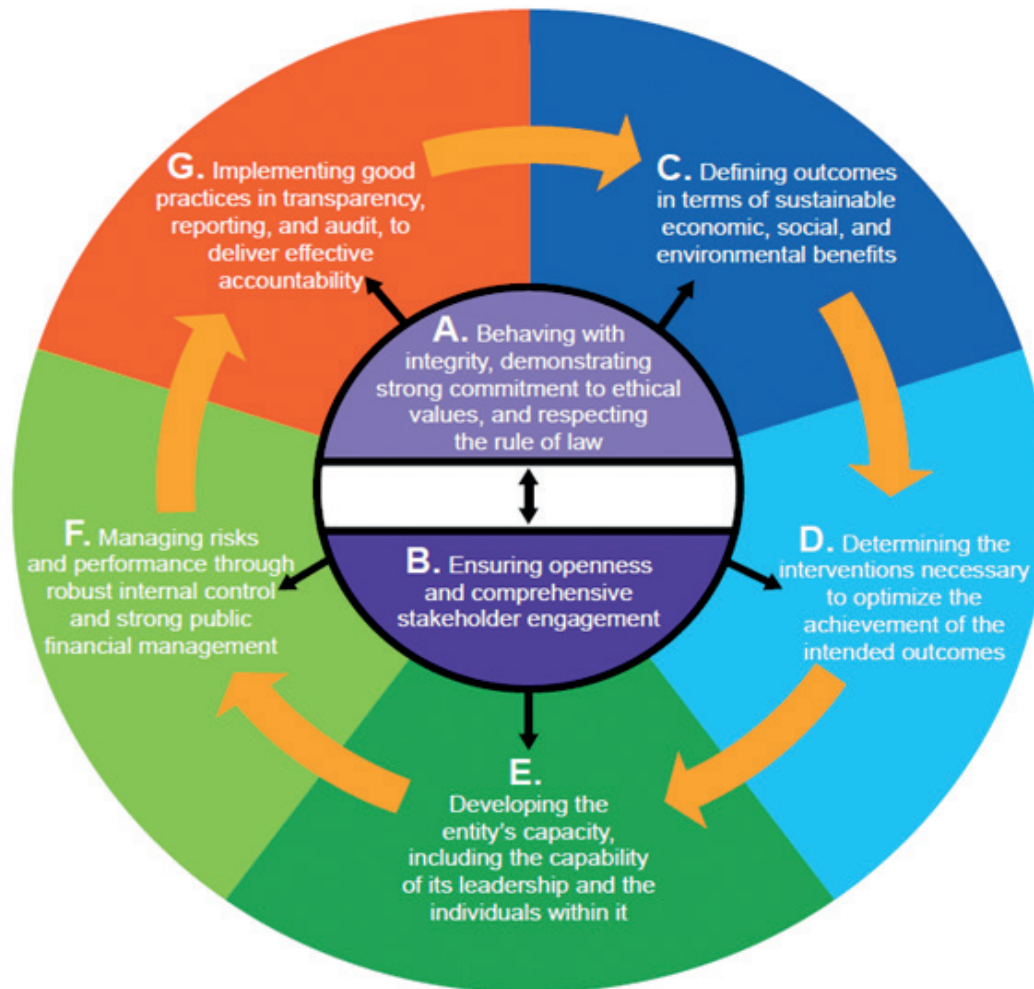 A. Behaving with
integrity, demonstrating
strong commitment to ethical
values, and respecting
the rule of law
B. Ensuring openness
and comprehensive
stakeholder engagement
C. Defining outcomes
in terms of sustainable
economic, social, and
environmental benefits
D. Determining the
interventions necessary
to optimize the
achievement of the
intended outcomes
E.
Developing the
entity's capacity,
including the capability
of its leadership and the
individuals within it
F. Managing risks
and performance through
robust internal control
and strong public
financial management
G. Implementing good
practices in transparency,
reporting, and audit, to
deliver effective
accountability